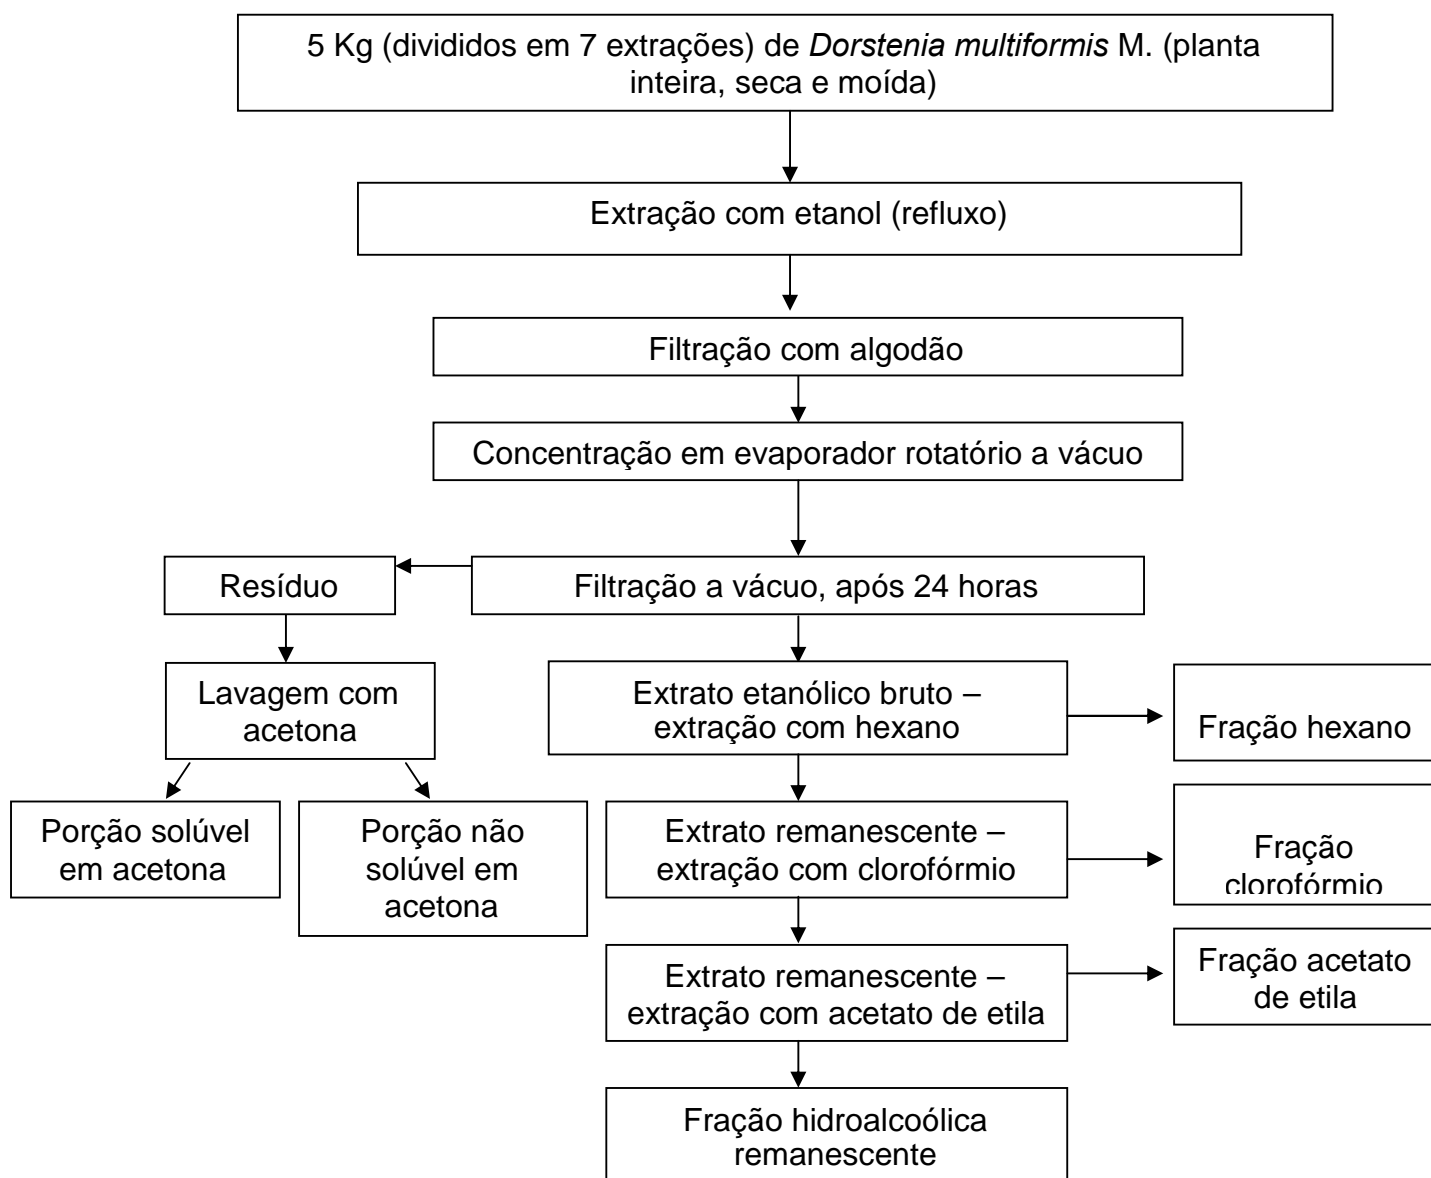 5 Kg (divididos em 7 extrações) de Dorstenia multiformis M. (planta
inteira, seca e moída)
Extração com etanol (refluxo)
Filtração com algodão
Concentração em evaporador rotatório a vácuo
Resíduo
Filtração a vácuo, após 24 horas
Lavagem com
acetona
Extrato etanólico bruto –
extração com hexano
Fração hexano
Porção solúvel
em acetona
Porção não
solúvel em
acetona
Extrato remanescente –
extração com clorofórmio
Fração
clorofórmio
Extrato remanescente –
extração com acetato de etila
Fração acetato
de etila
Fração hidroalcoólica
remanescente